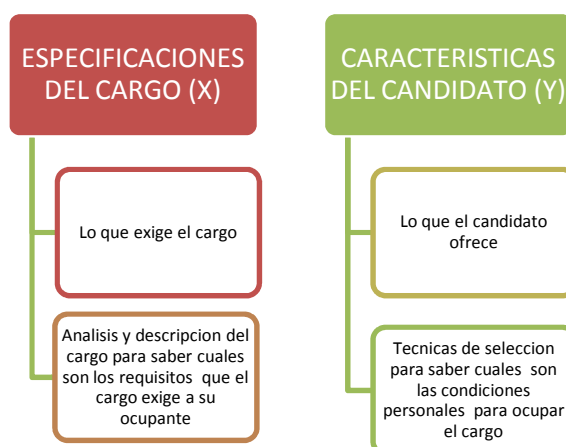 ESPECIFICACIONES
DEL CARGO (X)
Lo que exige el cargo
Analisis y descripcion del
cargo para saber cuales
son los requisitos que el
cargo exige a su
ocupante
CARACTERISTICAS
DEL CANDIDATO (Y)
Lo que el candidato
ofrece
Tecnicas de seleccion
para saber cuales son
las condiciones
personales para ocupar
el cargo